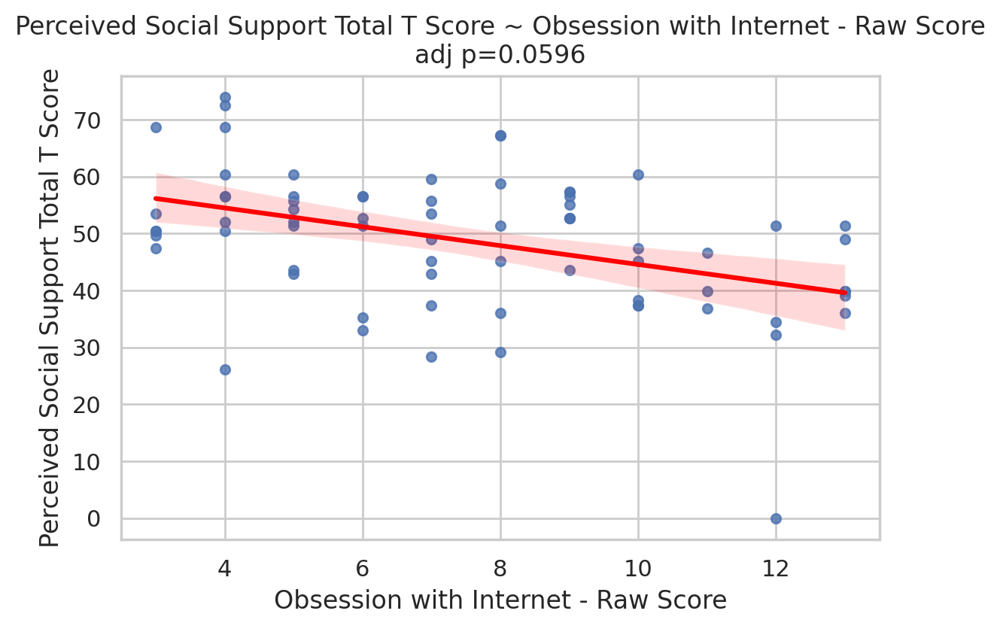 Perceived Social Support Total T Score ~ Obsession with Internet - Raw Score
adj p=0.0596
Perceived Social Support Total T Score
70
60
50
40
30
20
10
0
4 6 8 10 12
Obsession with Internet - Raw Score